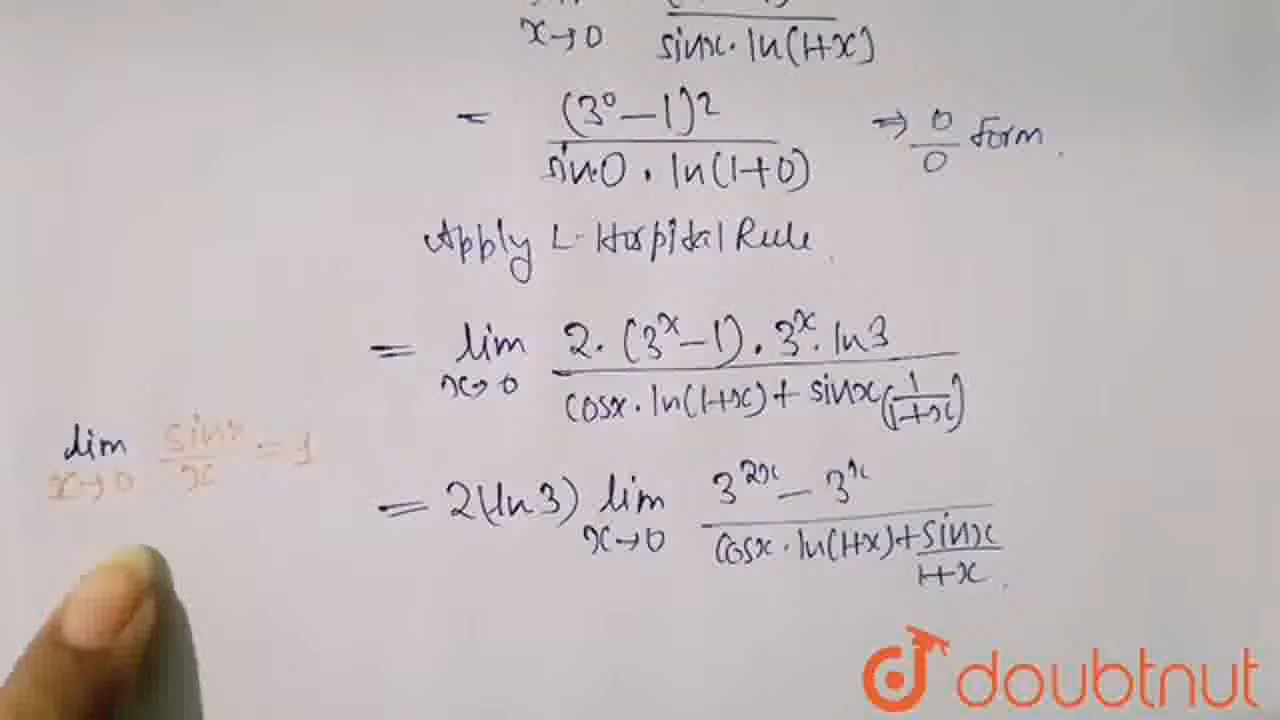 x→0 sinx·ln(1+x)
= (3⁰-1)² / sin0 · ln(1+0) ⇒ 0/0 form.
Apply L-Hospital Rule.
= lim x→0 2·(3ˣ-1)·3ˣ·ln3 / cosx·ln(1+x)+sinx(1/1+x)
lim x→0 sinx/x = 1
= 2(ln3) lim x→0 3²ˣ-3ˣ / cosx·ln(1+x)+sinx/1+x.
doubtnut